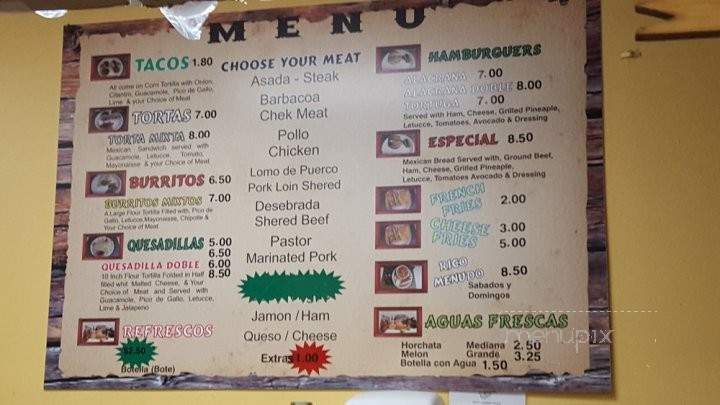 MENU
TACOS 1.80
All come on Corn Tortilla with Onion,
Cilantro, Guacamole, Pico de Gallo,
Lime & your Choice of Meat
TORTAS 7.00
TORTA MIXTA 8.00
Mexican Sandwich served with
Guacamole, Letucce, Tomato,
Mayonaisse & your Choice of Meat
BURRITOS 6.50
BURRITOS MIXTOS 7.00
A Large Flour Tortilla Filled with, Pico de
Gallo, Letucce, Mayonnaise, Chipotle &
Your Choice of Meat
QUESADILLAS 5.00
6.50
QUESADILLA DOBLE 6.00
8.50
10 Inch Flour Tortilla Folded in Half
filled whit Malted Cheese, & Your
Choice of Meat and Served with
Guacamole, Pico de Gallo, Letucce,
Lime & Jalapeno
REFRESCOS
$2.50
Botella (Bote)
CHOOSE YOUR MEAT
Asada - Steak
Barbacoa
Chek Meat
Pollo
Chicken
Lomo de Puerco
Pork Loin Shered
Desebrada
Shered Beef
Pastor
Marinated Pork
Jamon / Ham
Queso / Cheese
Extras 1.00
HAMBURGUERS
ALACRANA 7.00
ALACRANA DOBLE 8.00
TORTUGA 7.00
Served with Ham, Cheese, Grilled Pineaple,
Letucce, Tomatoes, Avocado & Dressing
ESPECIAL 8.50
Mexican Bread Served with, Ground Beef,
Ham, Cheese, Grilled Pineaple,
Letucce, Tomatoes Avocado & Dressing
FRENCH
FRIES 2.00
CHEESE
FRIES 3.00
5.00
RICO
MENUDO 8.50
Sabados y
Domingos
AGUAS FRESCAS
Horchata Mediana 2.50
Melon Grande 3.25
Botella con Agua 1.50
menupix